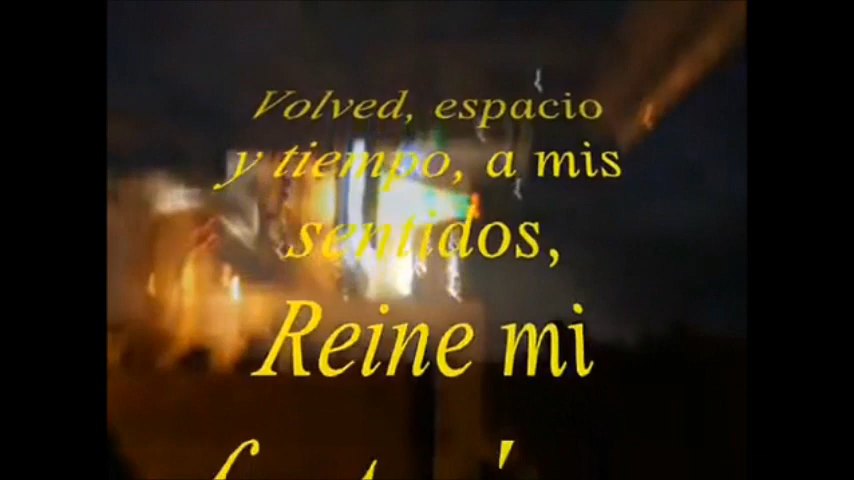 Volved, espacio
y tiempo, a mis
sentidos,
Reine mi